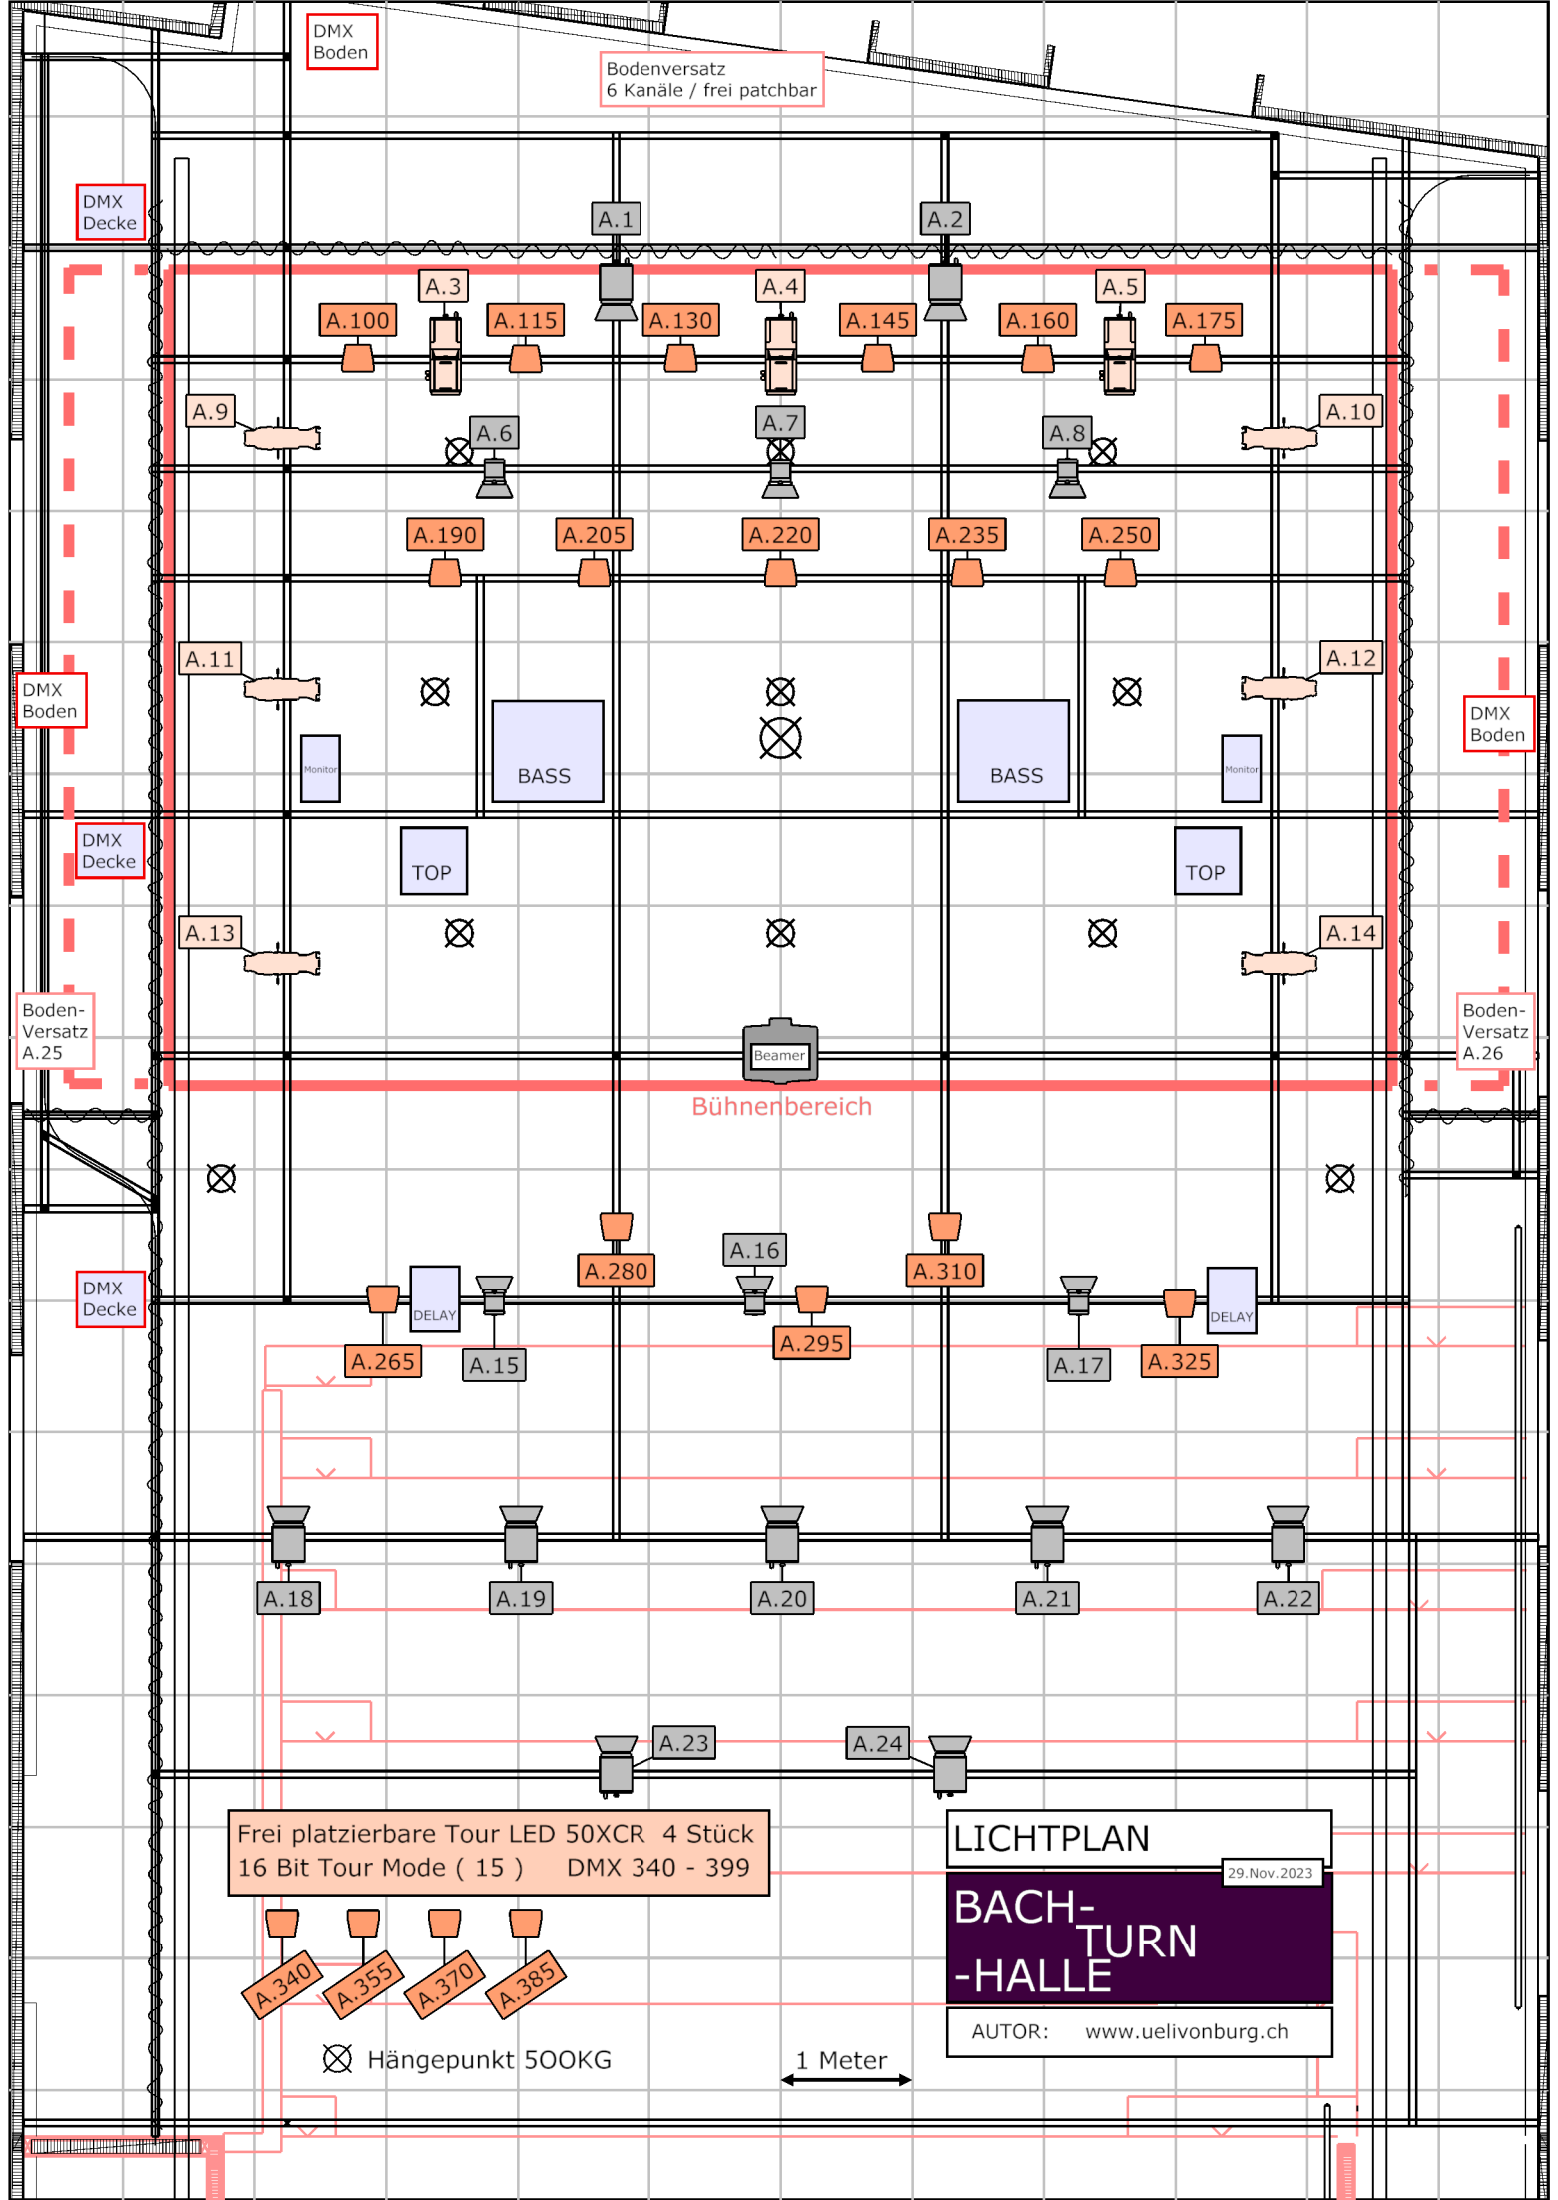 DMX
Boden
Bodenversatz
6 Kanäle / frei patchbar
DMX
Decke
A.1
A.2
A.3
A.4
A.5
A.100
A.115
A.130
A.145
A.160
A.175
A.9
A.10
A.6
A.7
A.8
A.190
A.205
A.220
A.235
A.250
A.11
A.12
DMX
Boden
DMX
Boden
Monitor
BASS
BASS
Monitor
DMX
Decke
TOP
TOP
A.13
A.14
Boden-
Versatz
A.25
Boden-
Versatz
A.26
Beamer
Bühnenbereich
DMX
Decke
A.280
A.16
A.310
DELAY
DELAY
A.265
A.15
A.295
A.17
A.325
A.18
A.19
A.20
A.21
A.22
A.23
A.24
Frei platzierbare Tour LED 50XCR 4 Stück
16 Bit Tour Mode ( 15 ) DMX 340 - 399
A.340
A.355
A.370
A.385
Hängepunkt 500KG
1 Meter
LICHTPLAN
29.Nov.2023
BACH-
TURN
-HALLE
AUTOR: www.uelivonburg.ch